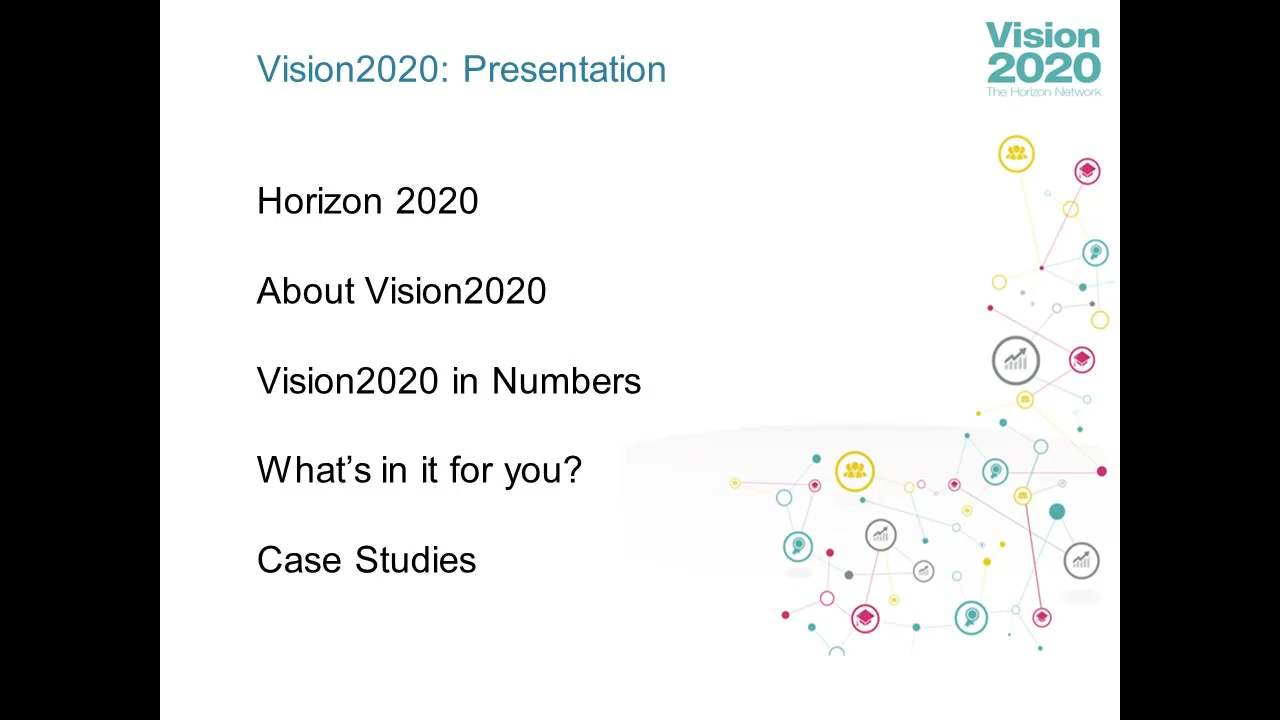 Vision2020: Presentation
Vision
2020
The Horizon Network
Horizon 2020
About Vision2020
Vision2020 in Numbers
What’s in it for you?
Case Studies